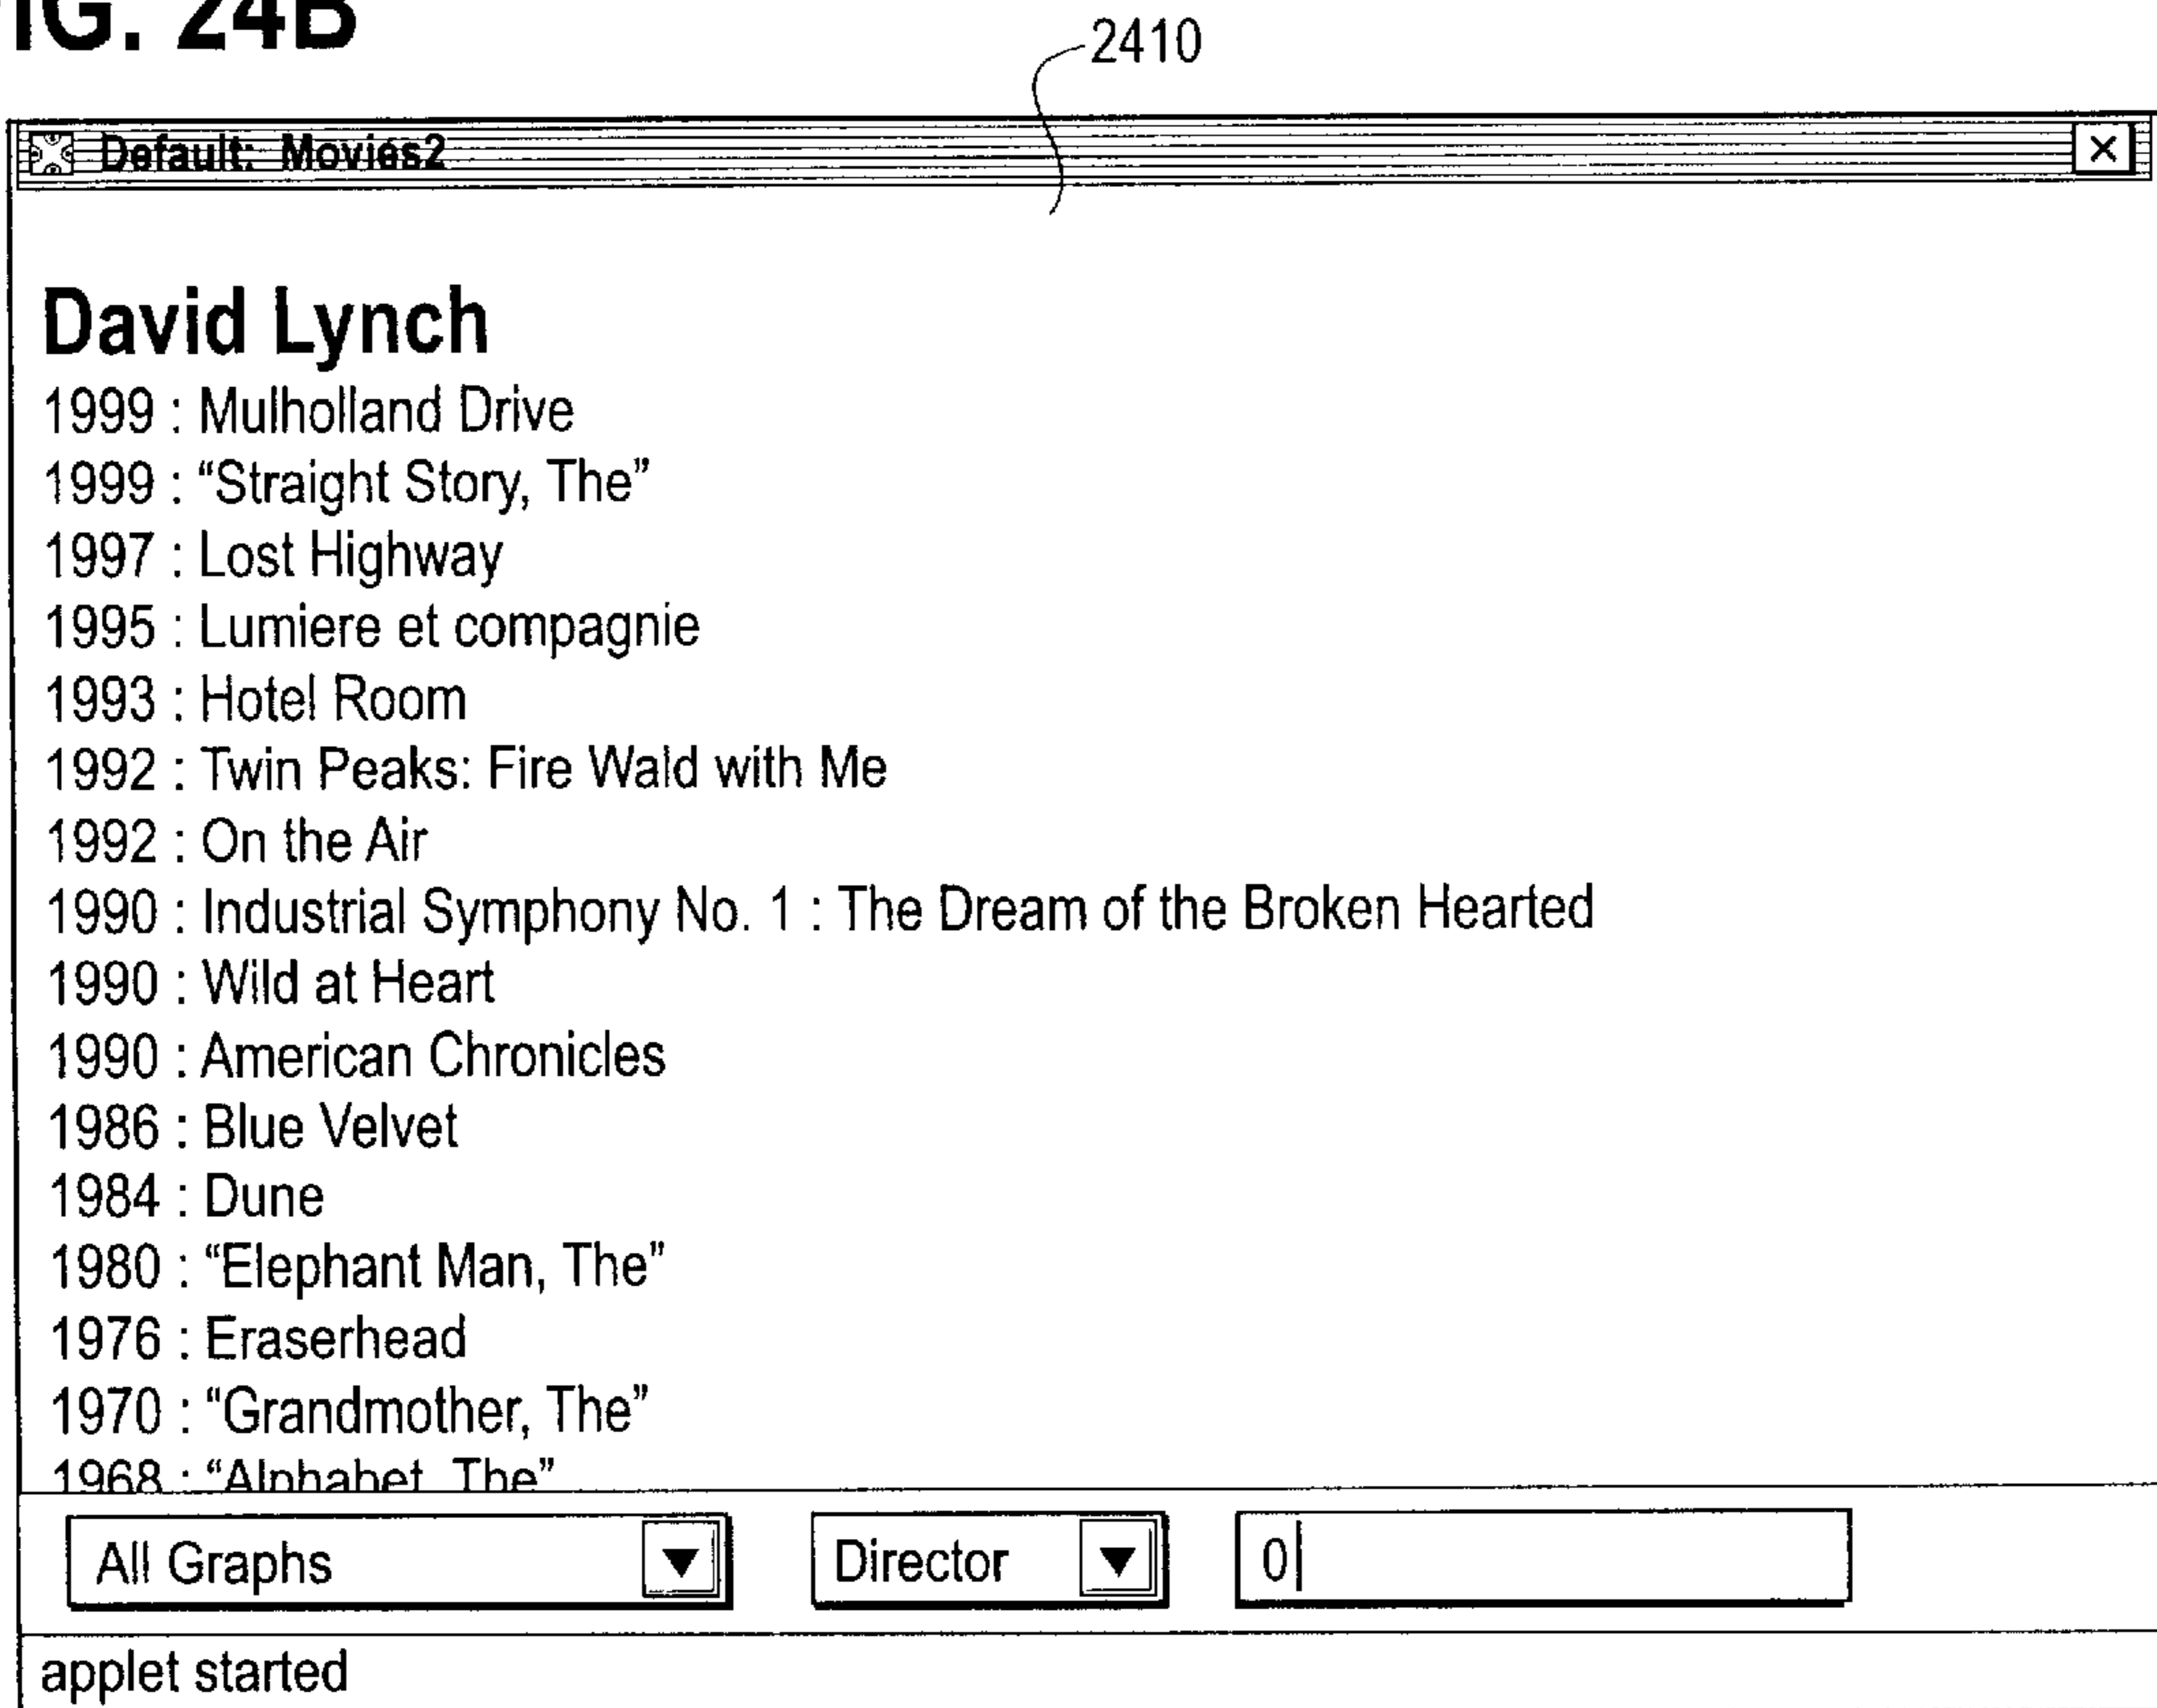 IG. 24B
2410
Default: Movies2
David Lynch
1999 : Mulholland Drive
1999 : “Straight Story, The”
1997 : Lost Highway
1995 : Lumiere et compagnie
1993 : Hotel Room
1992 : Twin Peaks: Fire Wald with Me
1992 : On the Air
1990 : Industrial Symphony No. 1 : The Dream of the Broken Hearted
1990 : Wild at Heart
1990 : American Chronicles
1986 : Blue Velvet
1984 : Dune
1980 : “Elephant Man, The”
1976 : Eraserhead
1970 : “Grandmother, The”
1968 : “Alphabet, The”
All Graphs Director 0
applet started